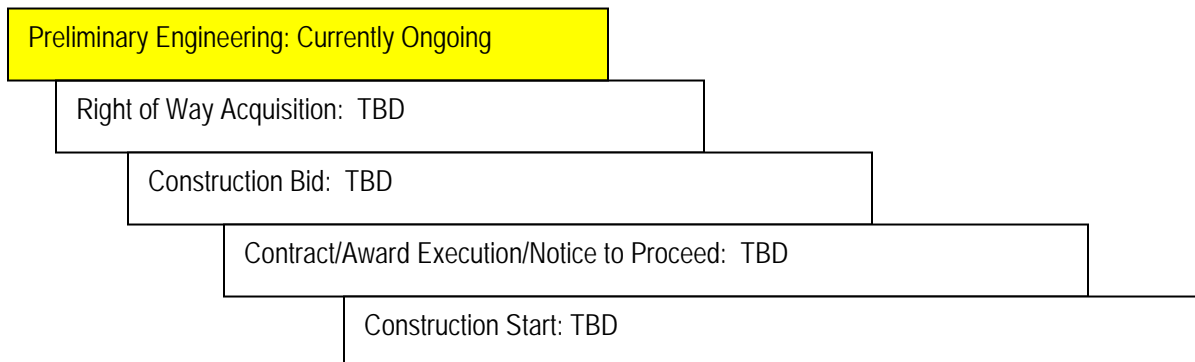 Preliminary Engineering: Currently Ongoing
Right of Way Acquisition: TBD
Construction Bid: TBD
Contract/Award Execution/Notice to Proceed: TBD
Construction Start: TBD